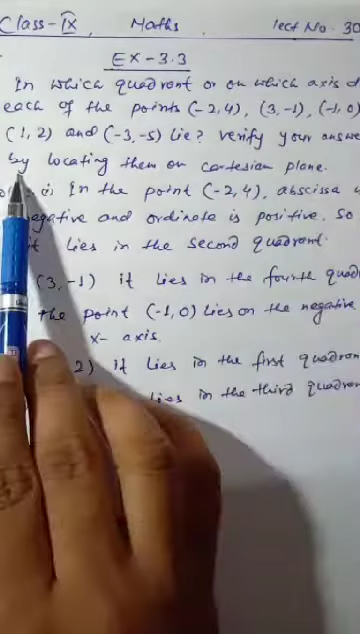 Class-IX, Maths, lect No. 30
EX-3.3
In which quadrant or on which axis d
each of the points (-2,4), (3,-1), (-1,0)
(1,2) and (-3,-5) lie? Verify your answe
by locating them on cartesian plane.
In the point (-2,4), abscissa
negative and ordinate is positive. So
it lies in the second quadrant.
(3,-1) it lies in the fourth quad
the point (-1,0) lies on the negative
x-axis.
2) it lies in the first quadran
lies in the third quadran